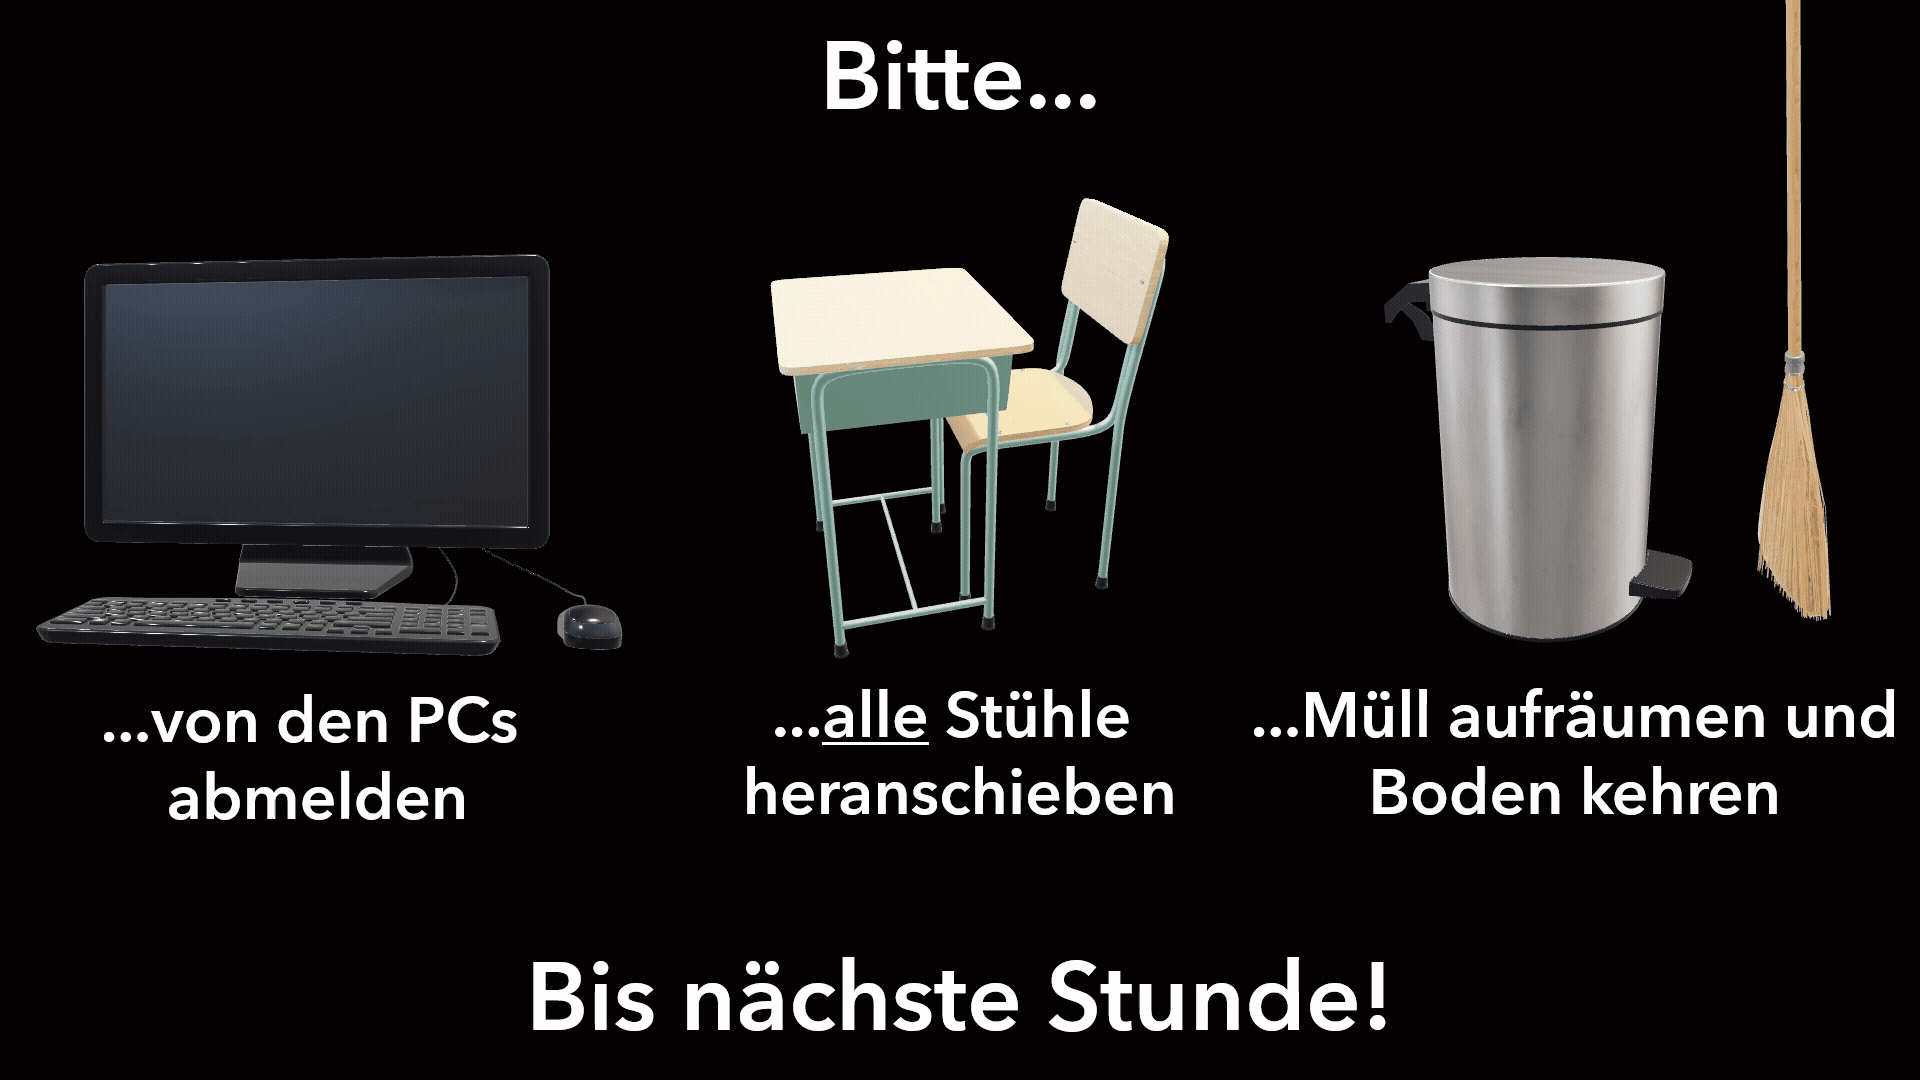 Bitte...
...von den PCs
abmelden
...alle Stühle
heranschieben
...Müll aufräumen und
Boden kehren
Bis nächste Stunde!